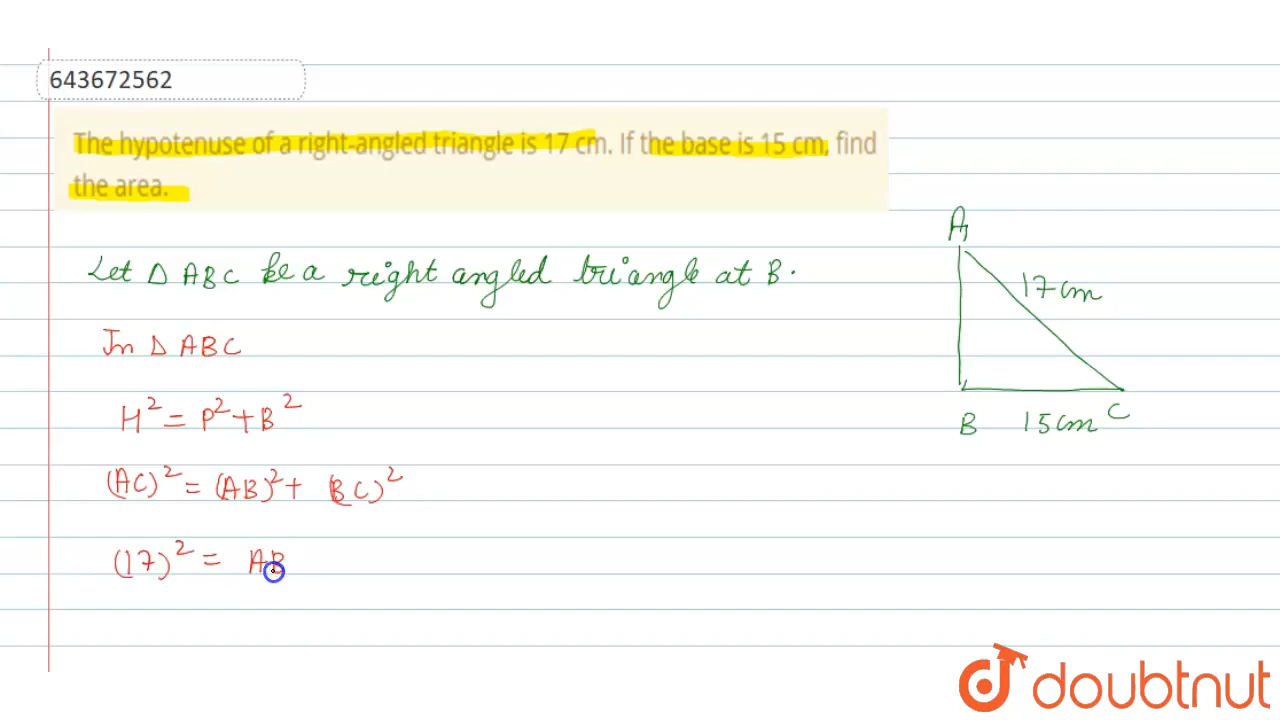 643672562
The hypotenuse of a right-angled triangle is 17 cm. If the base is 15 cm, find
the area.
A
Let Δ ABC be a right angled triangle at B.
17 cm
In Δ ABC
H² = P² + B²
B 15 cm C
(AC)² = (AB)² + (BC)²
(17)² = AB
doubtnut